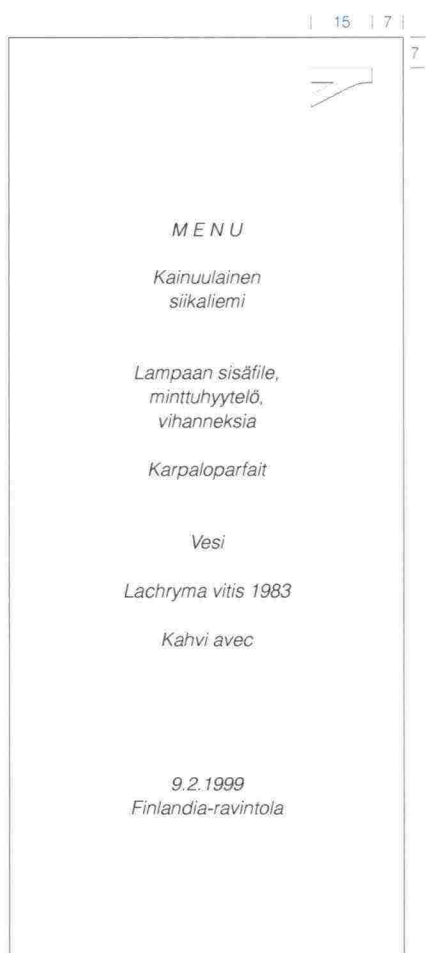 15 7
7
MENU
Kainuulainen
siikaliemi
Lampaan sisäfile,
minttuhyytelö,
vihanneksia
Karpaloparfait
Vesi
Lachryma vitis 1983
Kahvi avec
9.2.1999
Finlandia-ravintola